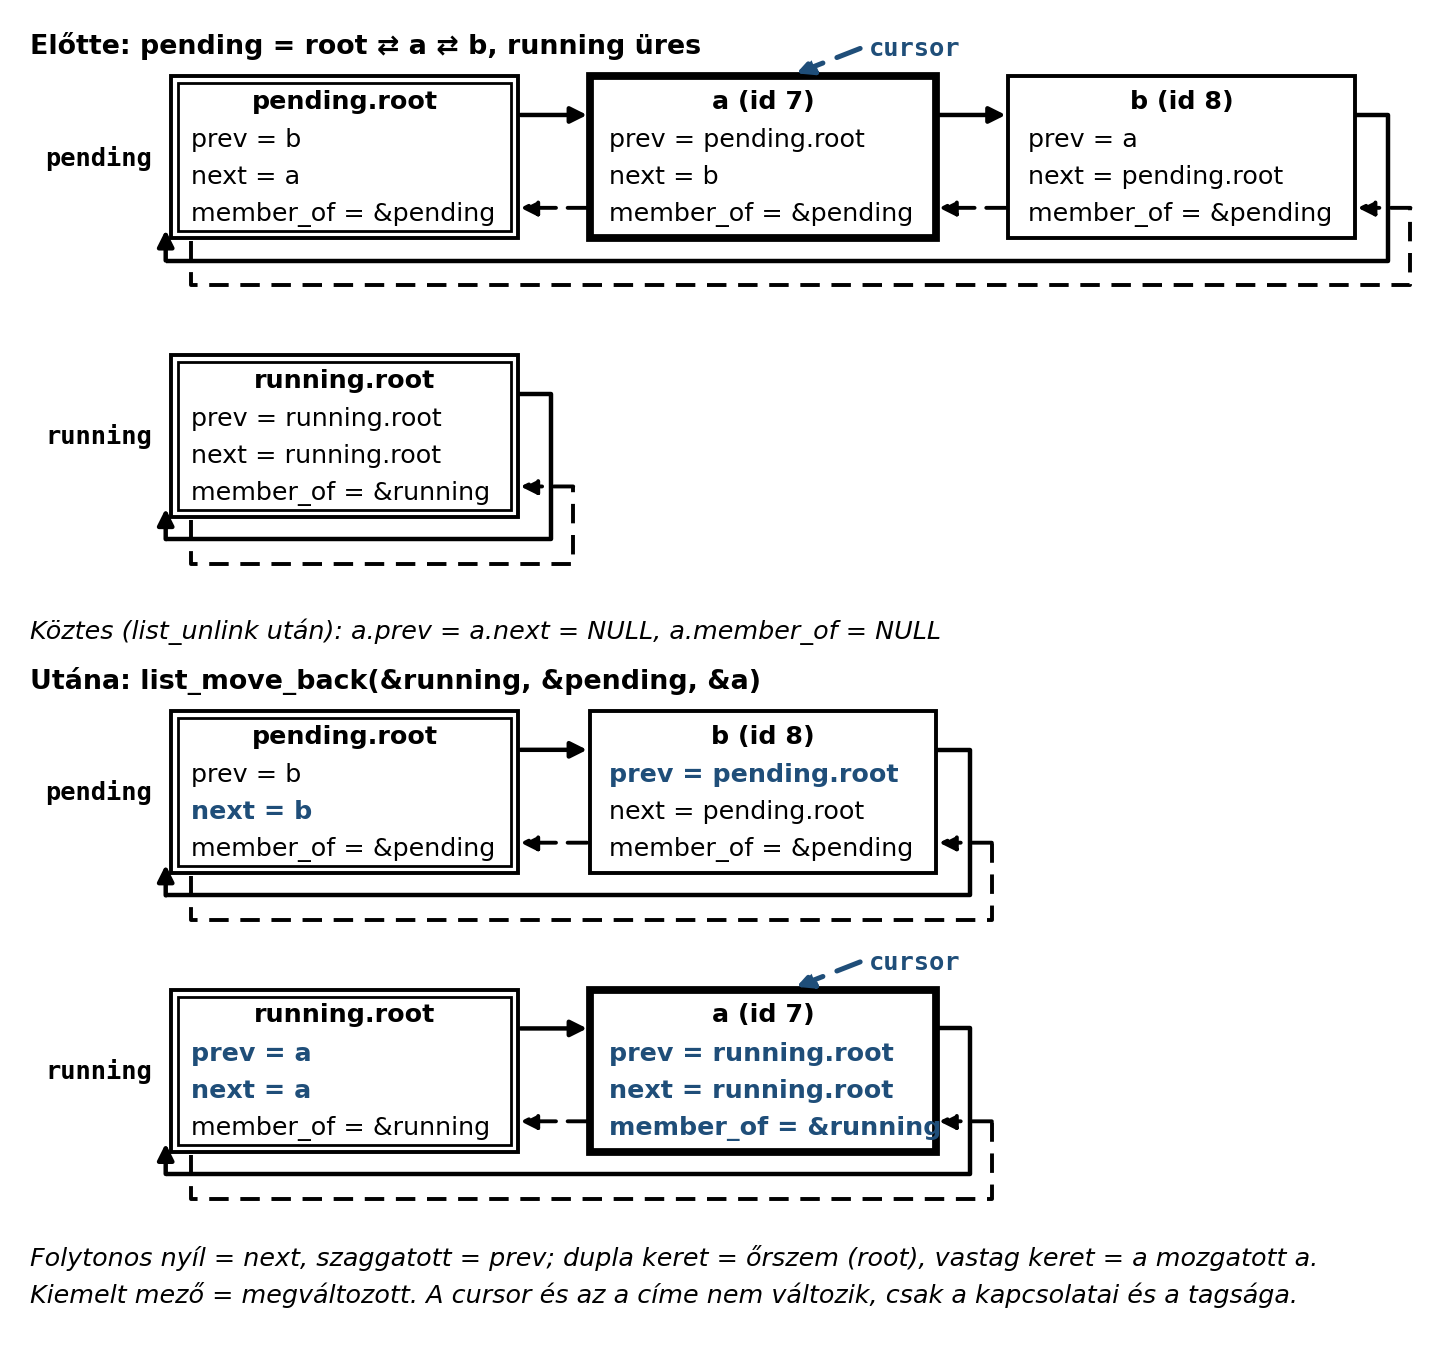 Előtte: pending = root ⇄ a ⇄ b, running üres
cursor
pending
pending.root
prev = b
next = a
member_of = &pending
a (id 7)
prev = pending.root
next = b
member_of = &pending
b (id 8)
prev = a
next = pending.root
member_of = &pending
running
running.root
prev = running.root
next = running.root
member_of = &running
Köztes (list_unlink után): a.prev = a.next = NULL, a.member_of = NULL
Utána: list_move_back(&running, &pending, &a)
pending
pending.root
prev = b
next = b
member_of = &pending
b (id 8)
prev = pending.root
next = pending.root
member_of = &pending
cursor
running
running.root
prev = a
next = a
member_of = &running
a (id 7)
prev = running.root
next = running.root
member_of = &running
Folytonos nyíl = next, szaggatott = prev; dupla keret = őrszem (root), vastag keret = a mozgatott a.
Kiemelt mező = megváltozott. A cursor és az a címe nem változik, csak a kapcsolatai és a tagsága.